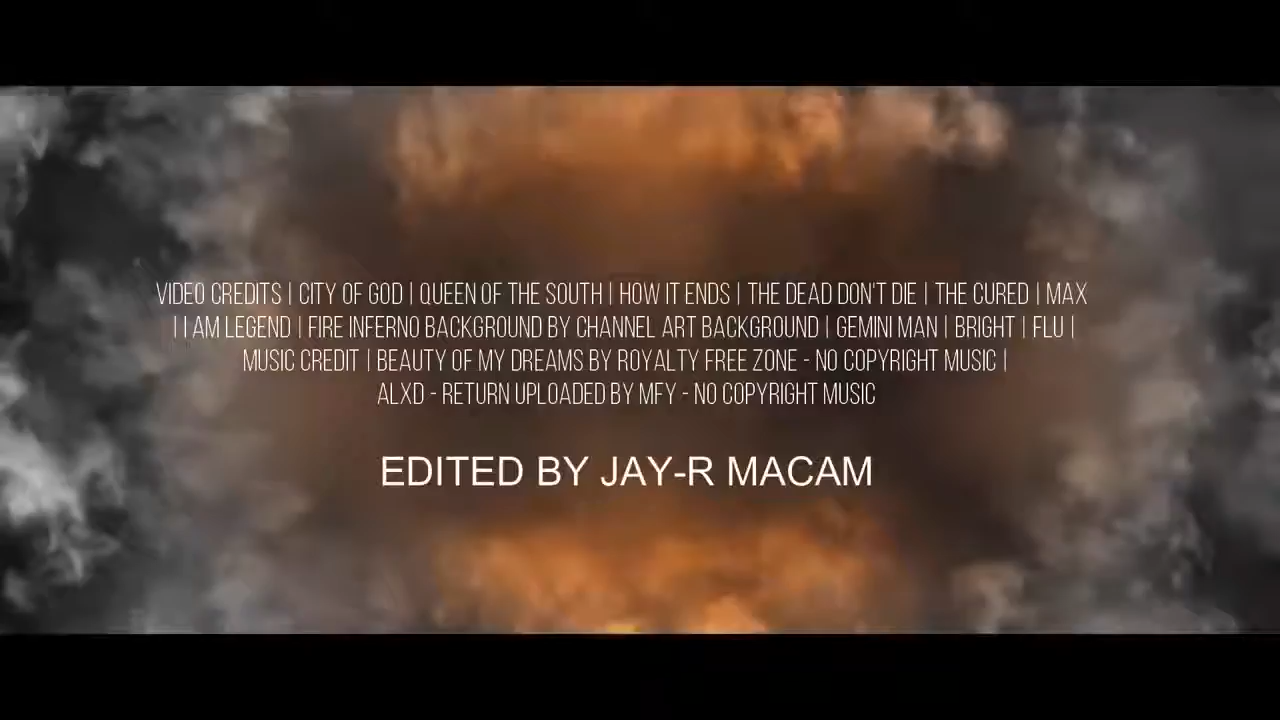 VIDEO CREDITS | CITY OF GOD | QUEEN OF THE SOUTH | HOW IT ENDS | THE DEAD DON'T DIE | THE CURED | MAX
| I AM LEGEND | FIRE INFERNO BACKGROUND BY CHANNEL ART BACKGROUND | GEMINI MAN | BRIGHT | FLU |
MUSIC CREDIT | BEAUTY OF MY DREAMS BY ROYALTY FREE ZONE - NO COPYRIGHT MUSIC |
ALXD - RETURN UPLOADED BY MFY - NO COPYRIGHT MUSIC
EDITED BY JAY-R MACAM